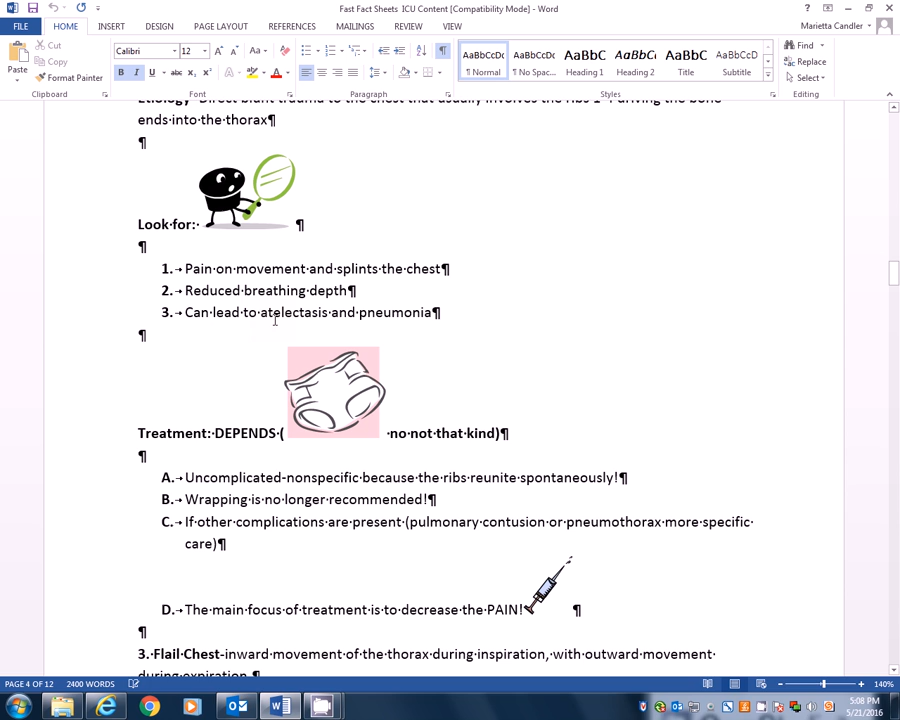 Fast Fact Sheets ICU Content [Compatibility Mode] - Word
FILE HOME INSERT DESIGN PAGE LAYOUT REFERENCES MAILINGS REVIEW VIEW Marietta Candler
Paste Cut Copy Format Painter
Calibri 12
AaBbCcDc AaBbCcDc AaBbC AaBbCc AaBbC AaBbCcDc
¶ Normal ¶ No Spac... Heading 1 Heading 2 Title Subtitle
Find Replace Select
Clipboard Font Paragraph Styles Editing
ends into the thorax¶
¶
Look for: ¶
¶
1. Pain on movement and splints the chest¶
2. Reduced breathing depth¶
3. Can lead to atelectasis and pneumonia¶
¶
Treatment: DEPENDS ( no not that kind)¶
¶
A. Uncomplicated-nonspecific because the ribs reunite spontaneously!¶
B. Wrapping is no longer recommended!¶
C. If other complications are present (pulmonary contusion or pneumothorax more specific
care)¶
D. The main focus of treatment is to decrease the PAIN! ¶
¶
3. Flail Chest-inward movement of the thorax during inspiration, with outward movement
during expiration.¶
PAGE 4 OF 12 2400 WORDS 140%
5:08 PM
5/21/2016